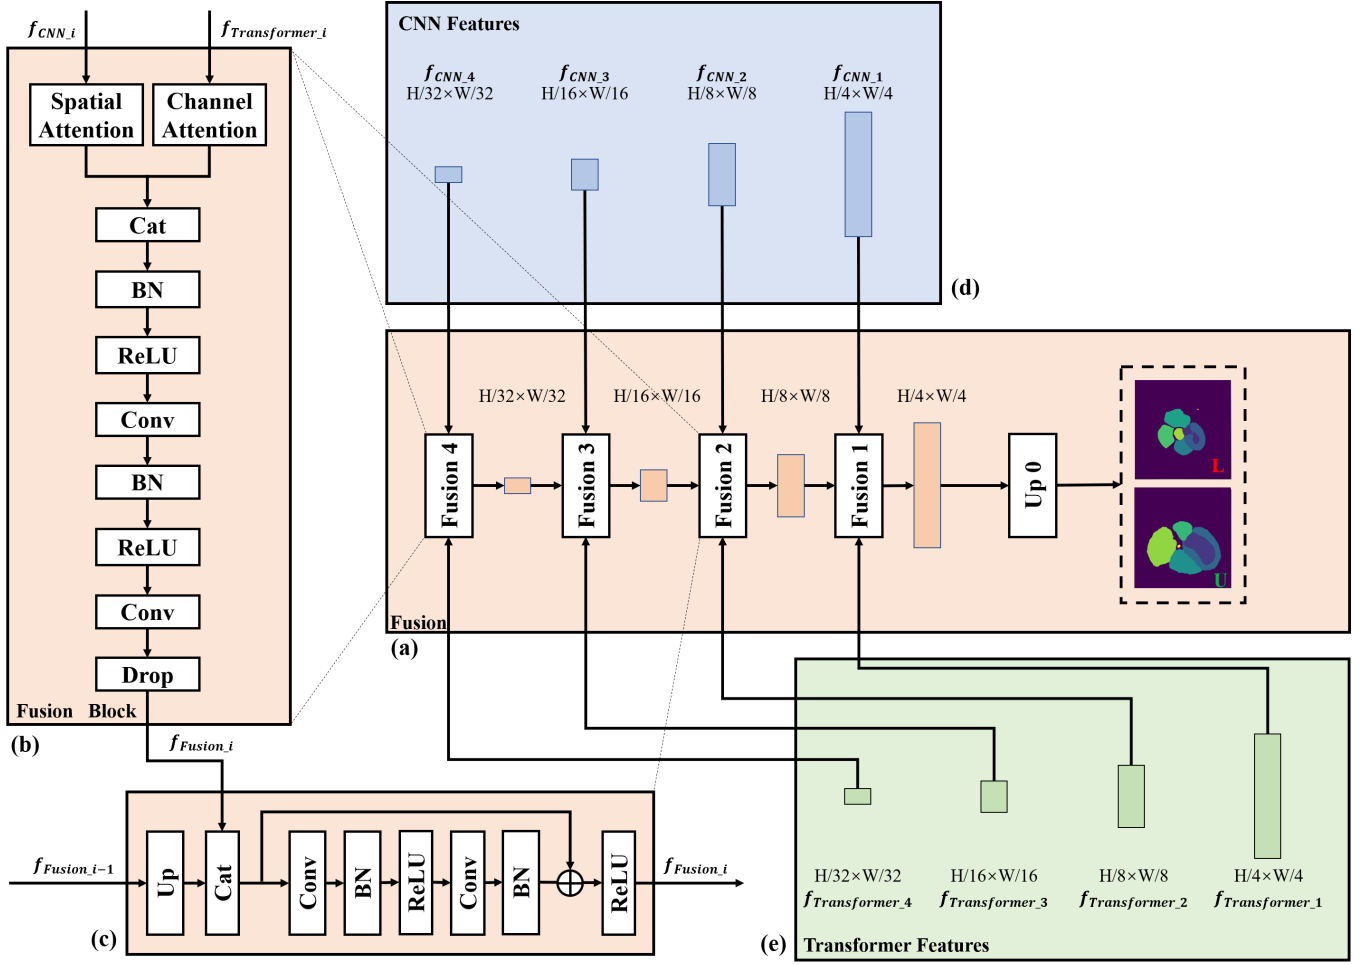 f_CNN_i
f_Transformer_i
Spatial
Attention
Channel
Attention
Cat
BN
ReLU
Conv
BN
ReLU
Conv
Drop
Fusion Block
(b)
f_Fusion_i
CNN Features
f_CNN_4
H/32×W/32
f_CNN_3
H/16×W/16
f_CNN_2
H/8×W/8
f_CNN_1
H/4×W/4
(d)
H/32×W/32
H/16×W/16
H/8×W/8
H/4×W/4
Fusion 4
Fusion 3
Fusion 2
Fusion 1
Up 0
L
U
Fusion
(a)
f_Fusion_i−1
Up
Cat
Conv
BN
ReLU
Conv
BN
ReLU
f_Fusion_i
(c)
H/32×W/32
f_Transformer_4
H/16×W/16
f_Transformer_3
H/8×W/8
f_Transformer_2
H/4×W/4
f_Transformer_1
Transformer Features
(e)